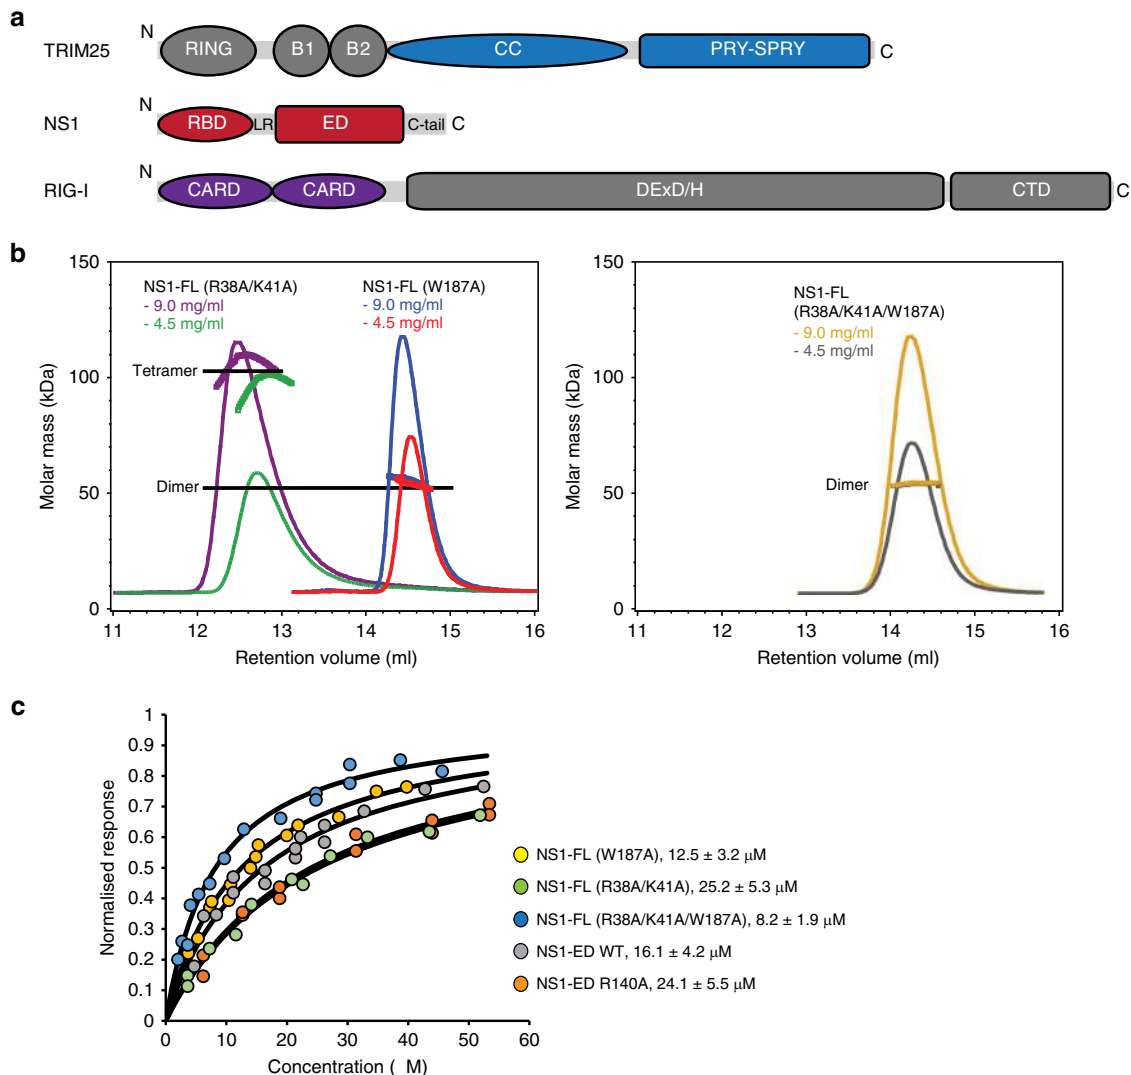 a
TRIM25
N
RING
B1
B2
CC
PRY-SPRY
C
NS1
N
RBD
LR
ED
C-tail
C
RIG-I
N
CARD
CARD
DExD/H
CTD
C
b
Molar mass (kDa)
150
100
50
0
NS1-FL (R38A/K41A)
- 9.0 mg/ml
- 4.5 mg/ml
NS1-FL (W187A)
- 9.0 mg/ml
- 4.5 mg/ml
Tetramer
Dimer
11 12 13 14 15 16
Retention volume (ml)
Molar mass (kDa)
150
100
50
0
NS1-FL
(R38A/K41A/W187A)
- 9.0 mg/ml
- 4.5 mg/ml
Dimer
11 12 13 14 15 16
Retention volume (ml)
c
Normalised response
1
0.9
0.8
0.7
0.6
0.5
0.4
0.3
0.2
0.1
0
0 10 20 30 40 50 60
Concentration ( M)
NS1-FL (W187A), 12.5 ± 3.2 μM
NS1-FL (R38A/K41A), 25.2 ± 5.3 μM
NS1-FL (R38A/K41A/W187A), 8.2 ± 1.9 μM
NS1-ED WT, 16.1 ± 4.2 μM
NS1-ED R140A, 24.1 ± 5.5 μM